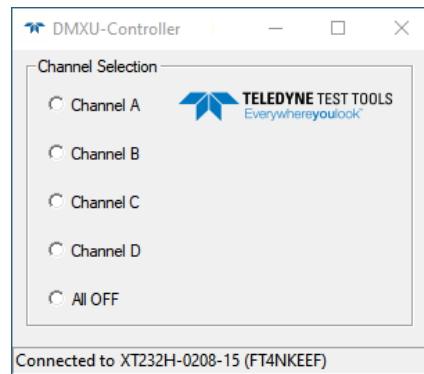 DMXU-Controller
Channel Selection
Channel A
TELEDYNE TEST TOOLS
Everywhereyoulook™
Channel B
Channel C
Channel D
All OFF
Connected to XT232H-0208-15 (FT4NKEEF)